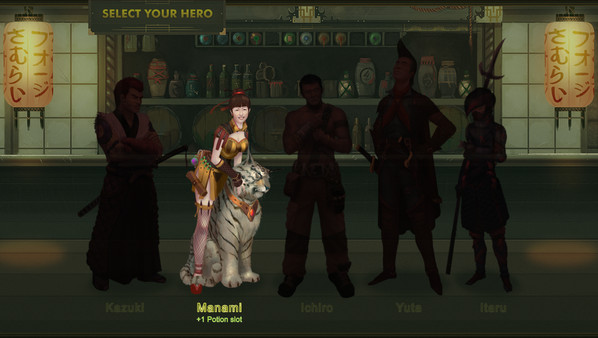 SELECT YOUR HERO
さむらい
フォージ
さむらい
フォージ
Kazuki
Manami
+1 Potion slot
Ichiro
Yuta
Itaru